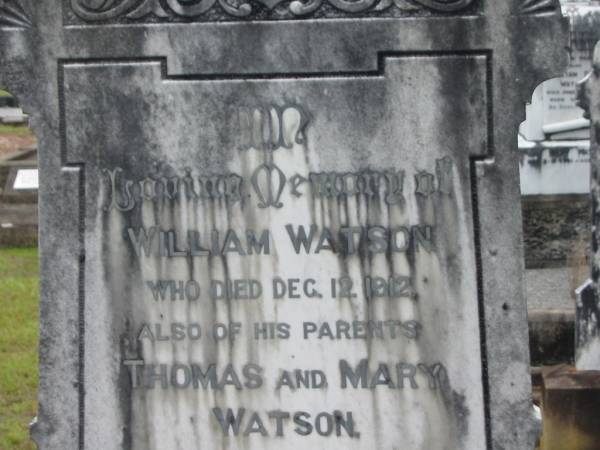 In
Loving Memory of
WILLIAM WATSON
WHO DIED DEC. 12. 1912.
ALSO OF HIS PARENTS
THOMAS AND MARY
WATSON.